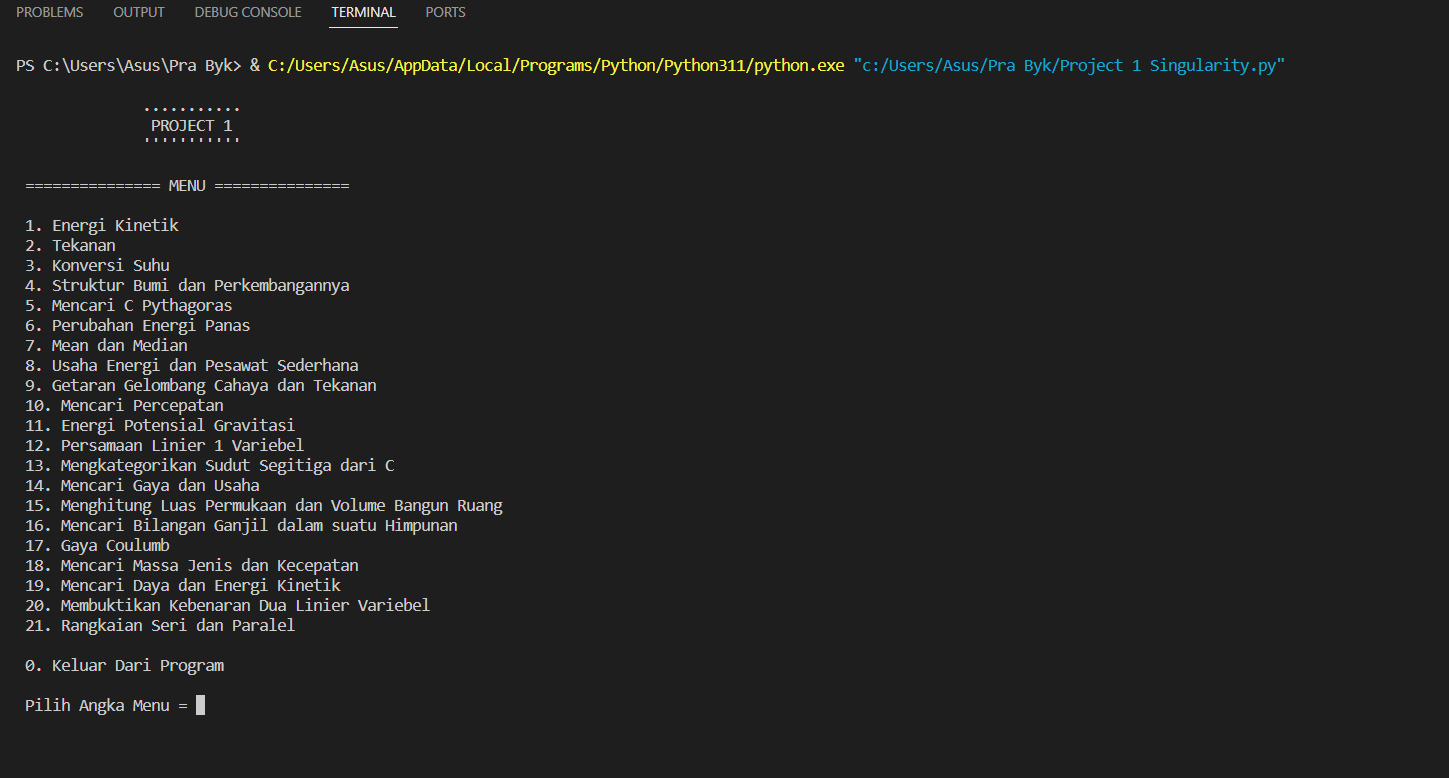 PROBLEMS OUTPUT DEBUG CONSOLE TERMINAL PORTS
PS C:\Users\Asus\Pra Byk> & C:/Users/Asus/AppData/Local/Programs/Python/Python311/python.exe "c:/Users/Asus/Pra Byk/Project 1 Singularity.py"
...........
PROJECT 1
'''''''''''
=============== MENU ===============
1. Energi Kinetik
2. Tekanan
3. Konversi Suhu
4. Struktur Bumi dan Perkembangannya
5. Mencari C Pythagoras
6. Perubahan Energi Panas
7. Mean dan Median
8. Usaha Energi dan Pesawat Sederhana
9. Getaran Gelombang Cahaya dan Tekanan
10. Mencari Percepatan
11. Energi Potensial Gravitasi
12. Persamaan Linier 1 Variebel
13. Mengkategorikan Sudut Segitiga dari C
14. Mencari Gaya dan Usaha
15. Menghitung Luas Permukaan dan Volume Bangun Ruang
16. Mencari Bilangan Ganjil dalam suatu Himpunan
17. Gaya Coulumb
18. Mencari Massa Jenis dan Kecepatan
19. Mencari Daya dan Energi Kinetik
20. Membuktikan Kebenaran Dua Linier Variebel
21. Rangkaian Seri dan Paralel
0. Keluar Dari Program
Pilih Angka Menu =